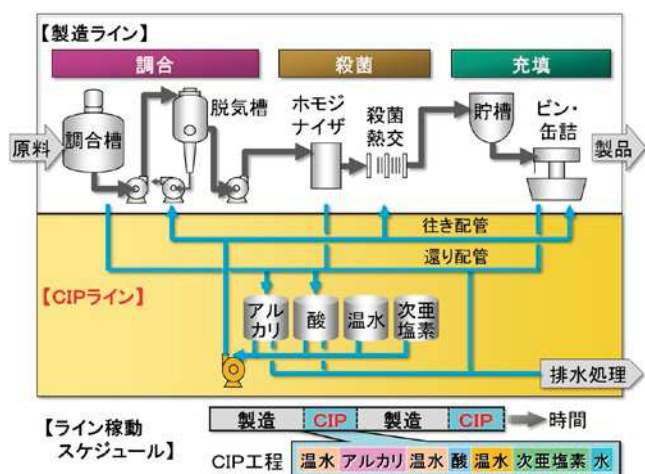 【製造ライン】
調合
殺菌
充填
原料
調合槽
脱気槽
ホモジ
ナイザ
殺菌
熱交
貯槽
ビン・
缶詰
製品
往き配管
還り配管
【CIPライン】
アル
カリ
酸
温水
次亜
塩素
排水処理
【ライン稼動
スケジュール】
製造 CIP 製造 CIP 時間
CIP工程 温水 アルカリ 温水 酸 温水 次亜塩素 水